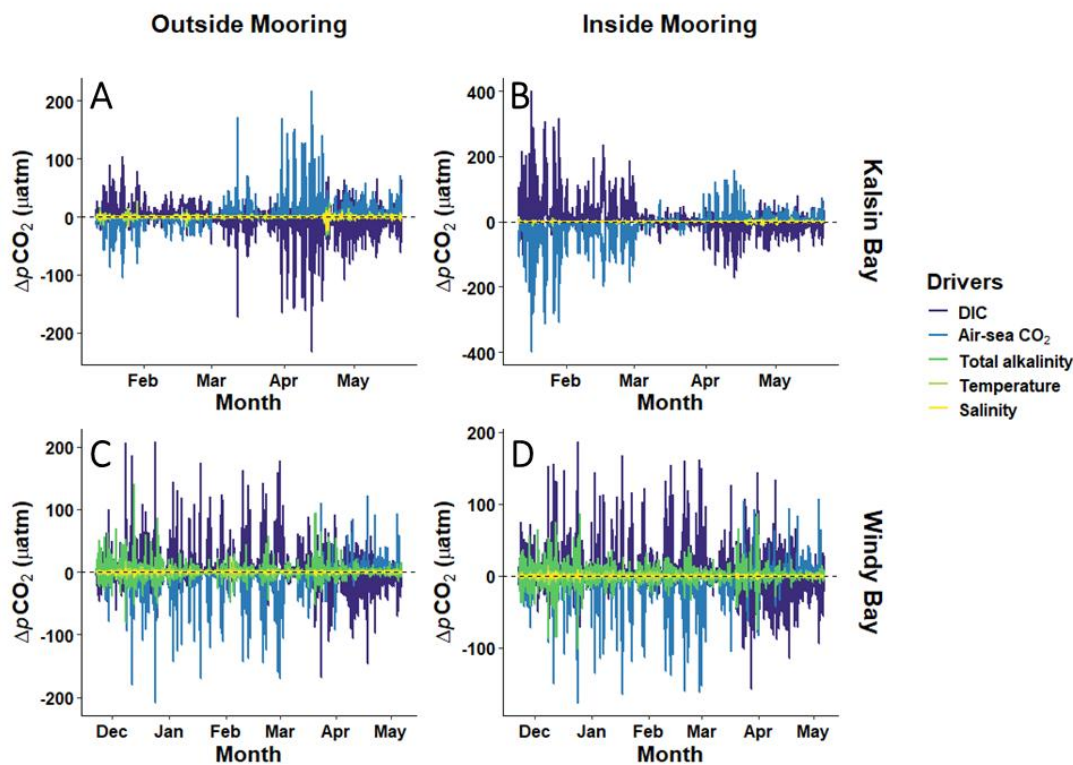 Outside Mooring
Inside Mooring
A
200
100
0
-100
-200
ΔpCO₂ (µatm)
Feb Mar Apr May
Month
B
400
200
0
-200
-400
ΔpCO₂ (µatm)
Feb Mar Apr May
Month
Kalsin Bay
C
200
100
0
-100
-200
ΔpCO₂ (µatm)
Dec Jan Feb Mar Apr May
Month
D
200
100
0
-100
ΔpCO₂ (µatm)
Dec Jan Feb Mar Apr May
Month
Windy Bay
Drivers
DIC
Air-sea CO₂
Total alkalinity
Temperature
Salinity